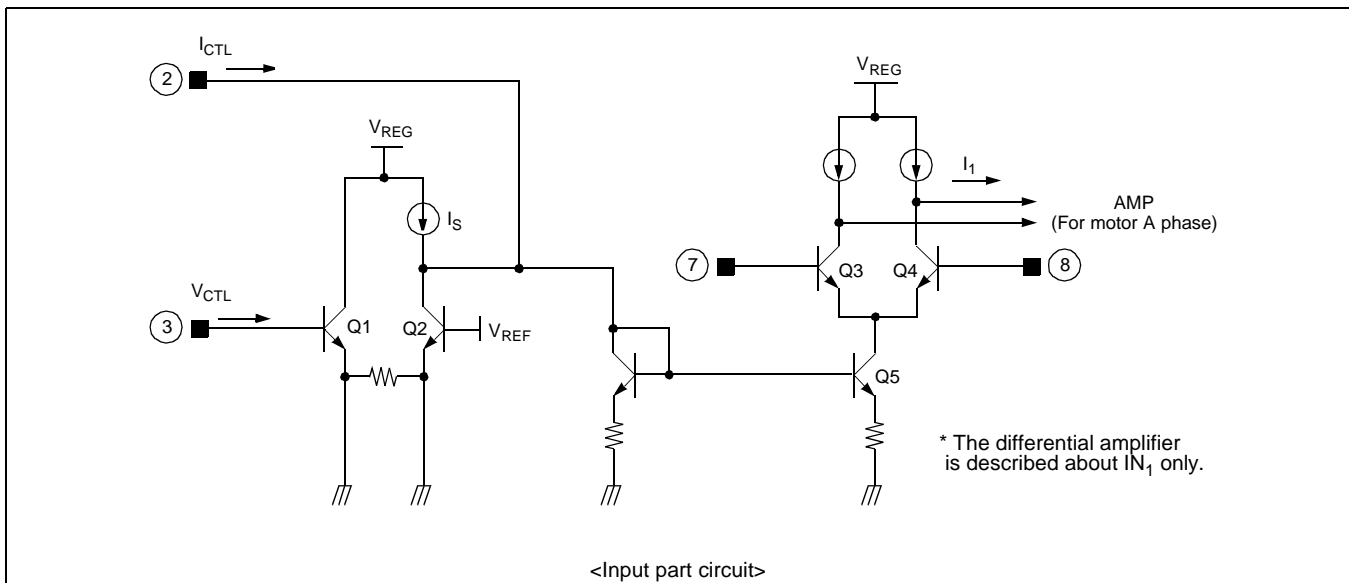 I_CTL
2
V_REG
V_REG
I_1
I_S
AMP
(For motor A phase)
7
Q3
Q4
8
V_CTL
3
Q1
Q2
V_REF
Q5
* The differential amplifier
is described about IN_1 only.
<Input part circuit>